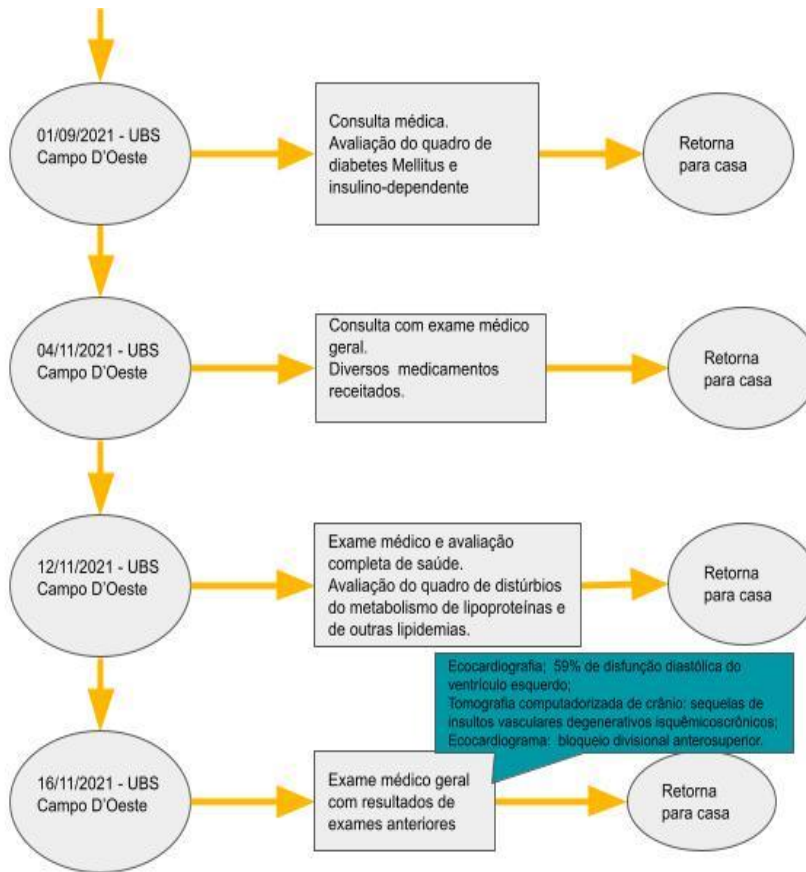 01/09/2021 - UBS
Campo D'Oeste
Consulta médica.
Avaliação do quadro de
diabetes Mellitus e
insulino-dependente
Retorna
para casa
04/11/2021 - UBS
Campo D'Oeste
Consulta com exame médico
geral.
Diversos medicamentos
receitados.
Retorna
para casa
12/11/2021 - UBS
Campo D'Oeste
Exame médico e avaliação
completa de saúde.
Avaliação do quadro de distúrbios
do metabolismo de lipoproteínas e
de outras lipidemias.
Retorna
para casa
Ecocardiografia; 59% de disfunção diastólica do
ventrículo esquerdo;
Tomografia computadorizada de crânio: sequelas de
insultos vasculares degenerativos isquêmicoscrônicos;
Ecocardiograma: bloqueio divisional anterosuperior.
16/11/2021 - UBS
Campo D'Oeste
Exame médico geral
com resultados de
exames anteriores
Retorna
para casa